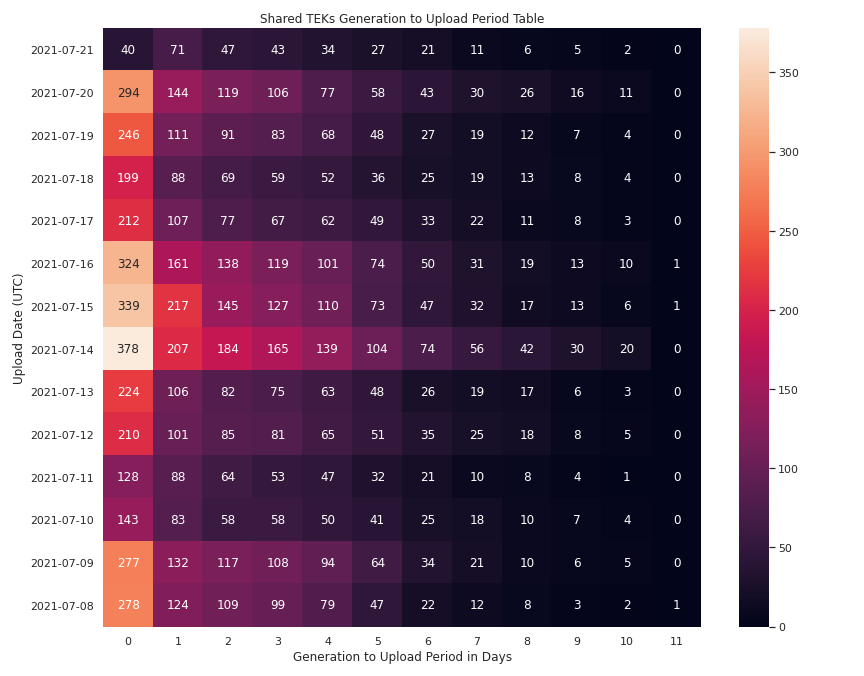 Shared TEKs Generation to Upload Period Table
Upload Date (UTC)
2021-07-21 40 71 47 43 34 27 21 11 6 5 2 0
2021-07-20 294 144 119 106 77 58 43 30 26 16 11 0
2021-07-19 246 111 91 83 68 48 27 19 12 7 4 0
2021-07-18 199 88 69 59 52 36 25 19 13 8 4 0
2021-07-17 212 107 77 67 62 49 33 22 11 8 3 0
2021-07-16 324 161 138 119 101 74 50 31 19 13 10 1
2021-07-15 339 217 145 127 110 73 47 32 17 13 6 1
2021-07-14 378 207 184 165 139 104 74 56 42 30 20 0
2021-07-13 224 106 82 75 63 48 26 19 17 6 3 0
2021-07-12 210 101 85 81 65 51 35 25 18 8 5 0
2021-07-11 128 88 64 53 47 32 21 10 8 4 1 0
2021-07-10 143 83 58 58 50 41 25 18 10 7 4 0
2021-07-09 277 132 117 108 94 64 34 21 10 6 5 0
2021-07-08 278 124 109 99 79 47 22 12 8 3 2 1
0 1 2 3 4 5 6 7 8 9 10 11
Generation to Upload Period in Days
350
300
250
200
150
100
50
0